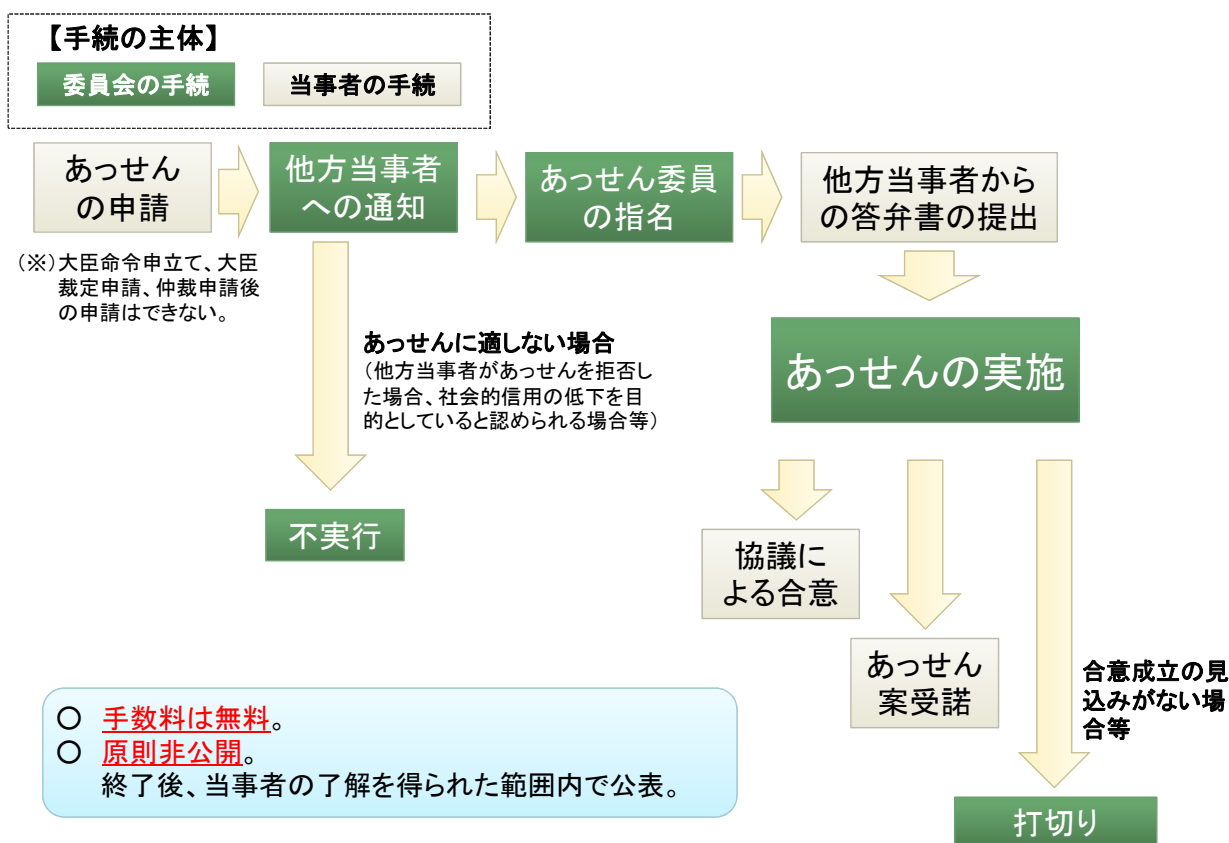 【手続の主体】
委員会の手続
当事者の手続
あっせん
の申請
他方当事者
への通知
あっせん委員
の指名
他方当事者から
の答弁書の提出
(※)大臣命令申立て、大臣
裁定申請、仲裁申請後
の申請はできない。
あっせんに適しない場合
(他方当事者があっせんを拒否し
た場合、社会的信用の低下を目
的としていると認められる場合等)
あっせんの実施
不実行
協議に
よる合意
あっせん
案受諾
合意成立の見
込みがない場
合等
打切り
○ 手数料は無料。
○ 原則非公開。
終了後、当事者の了解を得られた範囲内で公表。